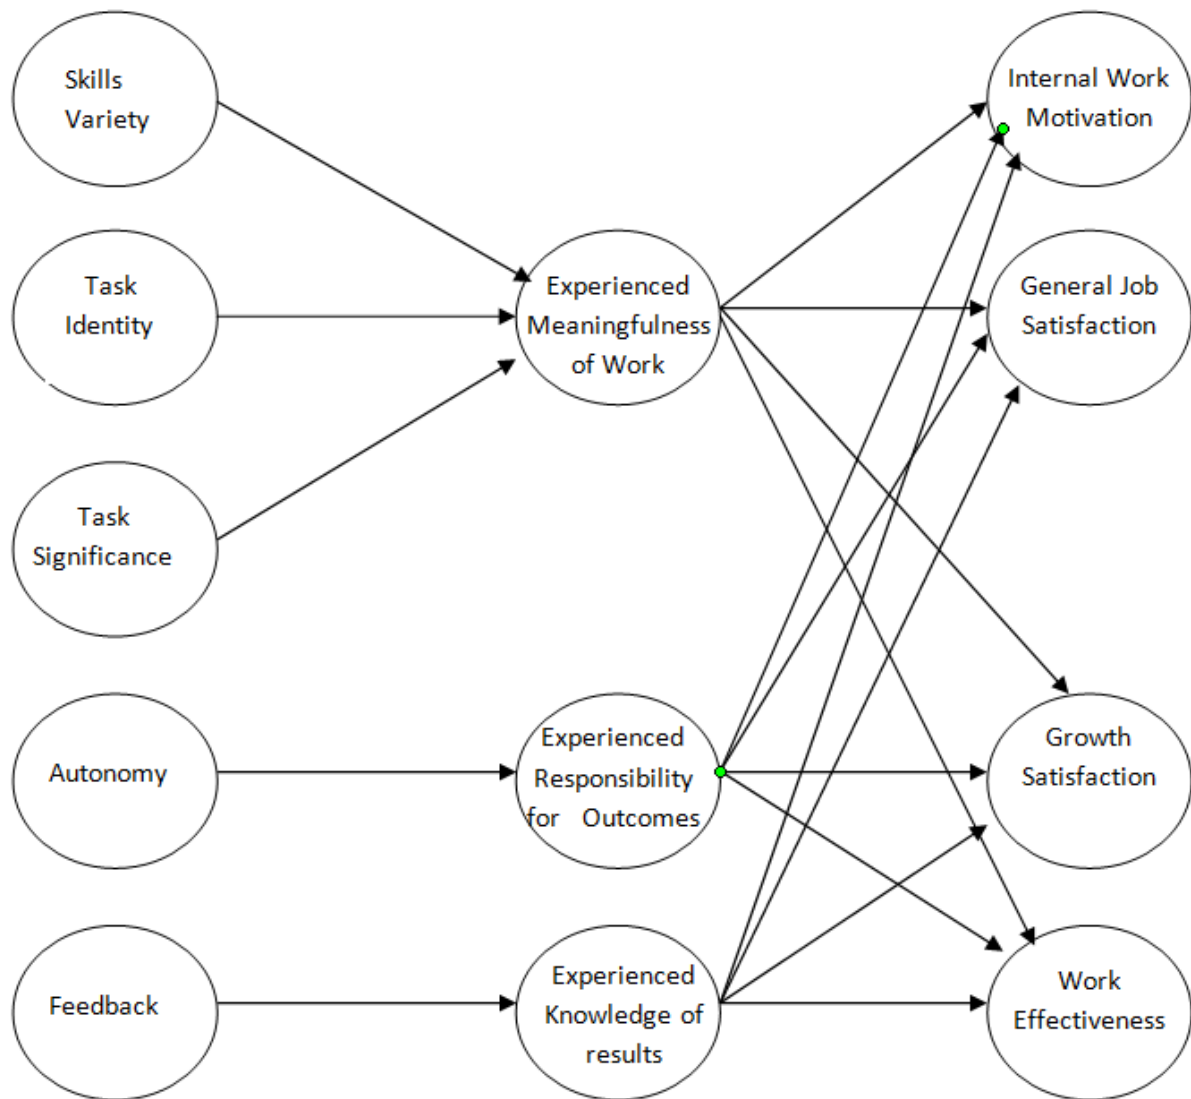 Skills
Variety
Task
Identity
Task
Significance
Autonomy
Feedback
Experienced
Meaningfulness
of Work
Experienced
Responsibility
for Outcomes
Experienced
Knowledge of
results
Internal Work
Motivation
General Job
Satisfaction
Growth
Satisfaction
Work
Effectiveness